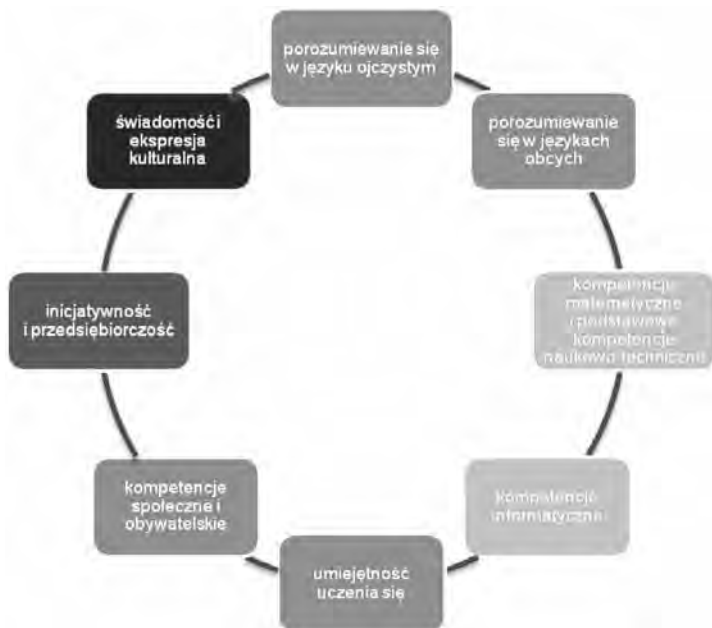 porozumiewanie się
w języku ojczystym
porozumiewanie
się w językach
obcych
kompetencje
matematyczne
i podstawowe
kompetencje
naukowo-techniczne
kompetencje
informatyczne
umiejętność
uczenia się
kompetencje
społeczne i
obywatelskie
inicjatywność
i przedsiębiorczość
świadomość i
ekspresja
kulturalna